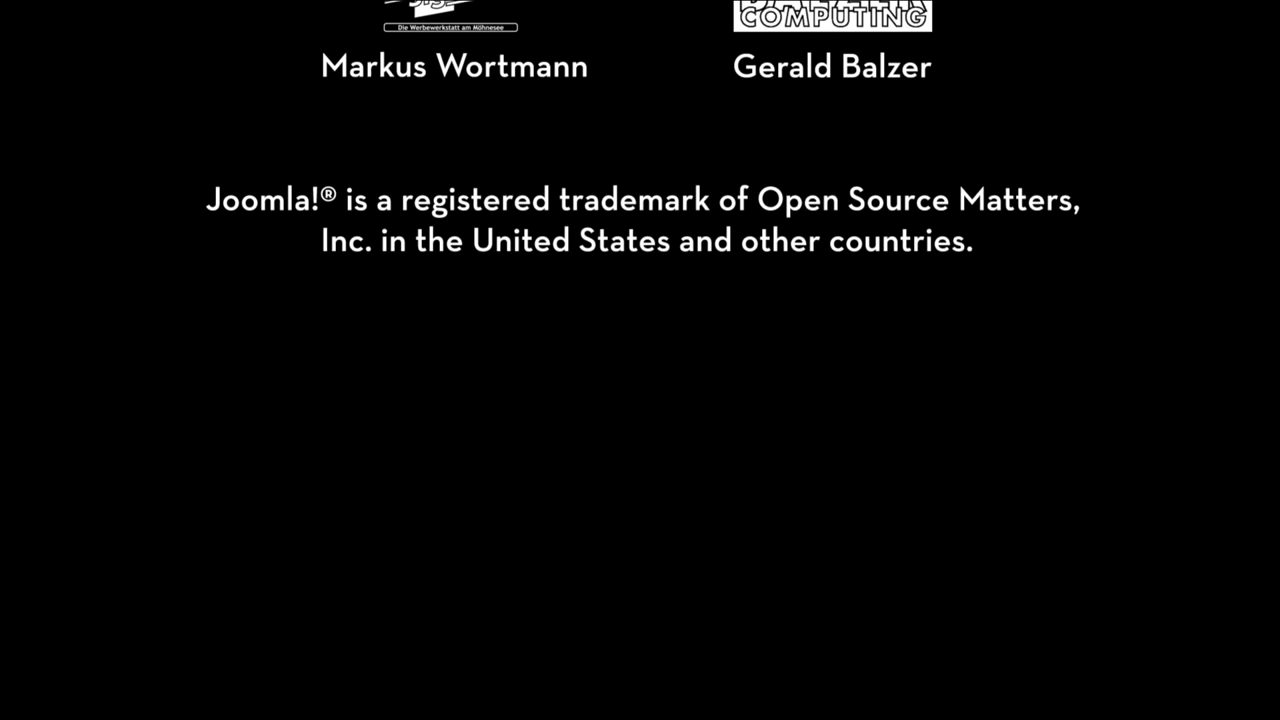 Die Werbewerkstatt am Möhnesee
COMPUTING
Markus Wortmann
Gerald Balzer
Joomla!® is a registered trademark of Open Source Matters,
Inc. in the United States and other countries.